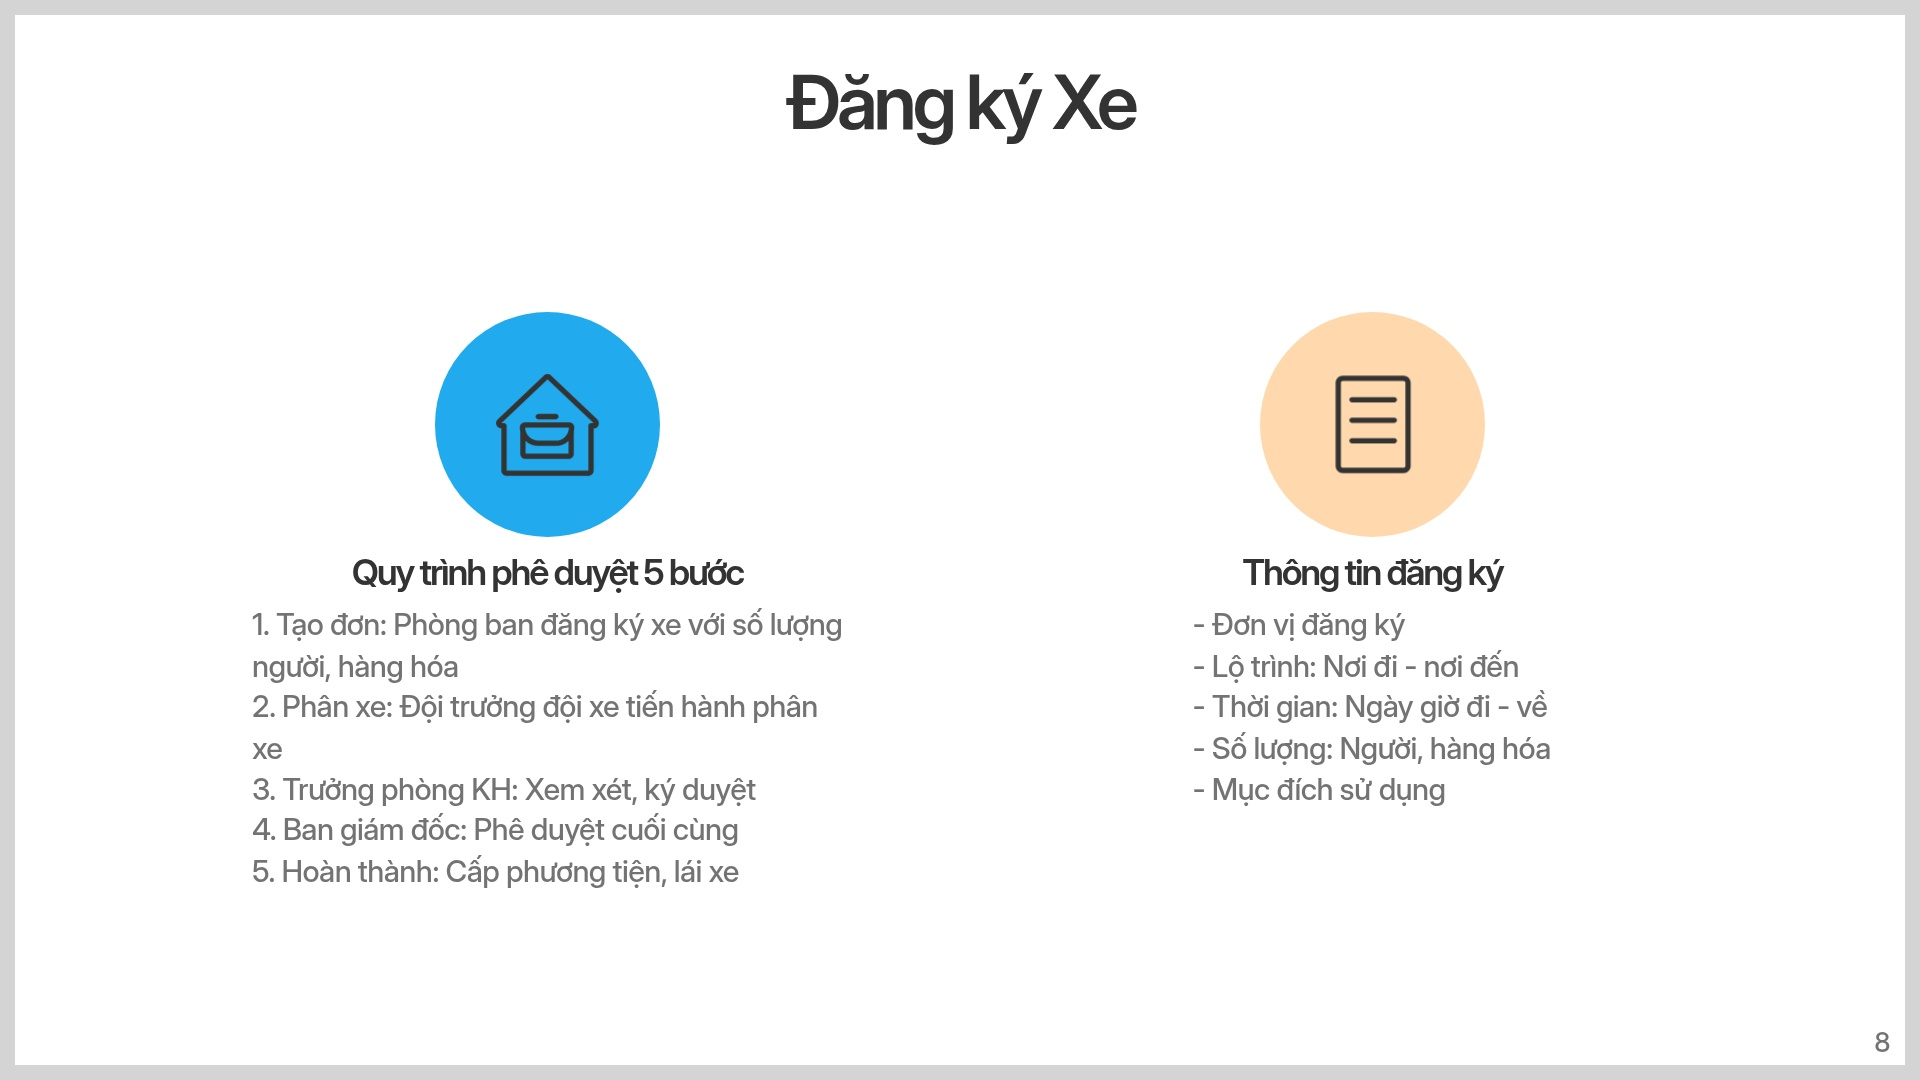 Đăng ký Xe
Quy trình phê duyệt 5 bước
1. Tạo đơn: Phòng ban đăng ký xe với số lượng
người, hàng hóa
2. Phân xe: Đội trưởng đội xe tiến hành phân
xe
3. Trưởng phòng KH: Xem xét, ký duyệt
4. Ban giám đốc: Phê duyệt cuối cùng
5. Hoàn thành: Cấp phương tiện, lái xe
Thông tin đăng ký
- Đơn vị đăng ký
- Lộ trình: Nơi đi - nơi đến
- Thời gian: Ngày giờ đi - về
- Số lượng: Người, hàng hóa
- Mục đích sử dụng
8